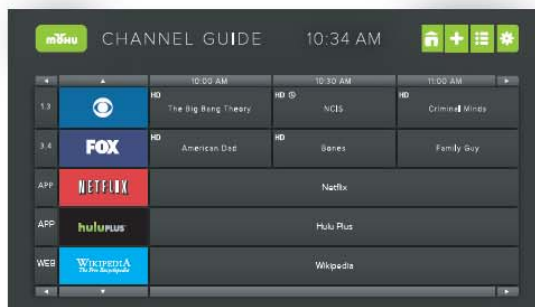 mohu CHANNEL GUIDE 10:34 AM
10:00 AM 10:30 AM 11:00 AM
1.3 HD The Big Bang Theory HD NCIS HD Criminal Minds
3.4 FOX HD American Dad HD Bones Family Guy
APP NETFLIX Netflix
APP huluPLUS Hulu Plus
WEB WIKIPEDIA The Free Encyclopedia Wikipedia